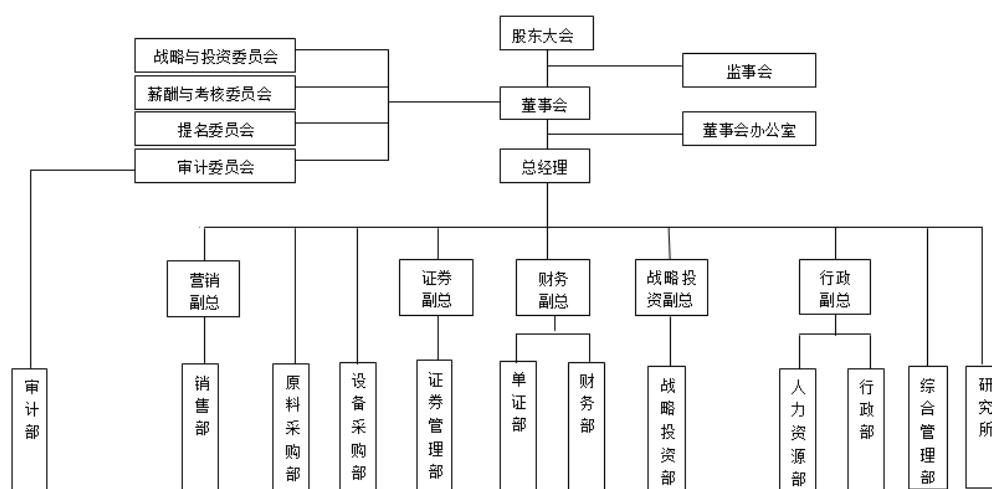 股东大会
战略与投资委员会
监事会
薪酬与考核委员会
董事会
提名委员会
董事会办公室
审计委员会
总经理
营销
副总
证券
副总
财务
副总
战略投
资副总
行政
副总
审计部
销售部
原料采购部
设备采购部
证券管理部
单证部
财务部
战略投资部
人力资源部
行政部
综合管理部
研究所